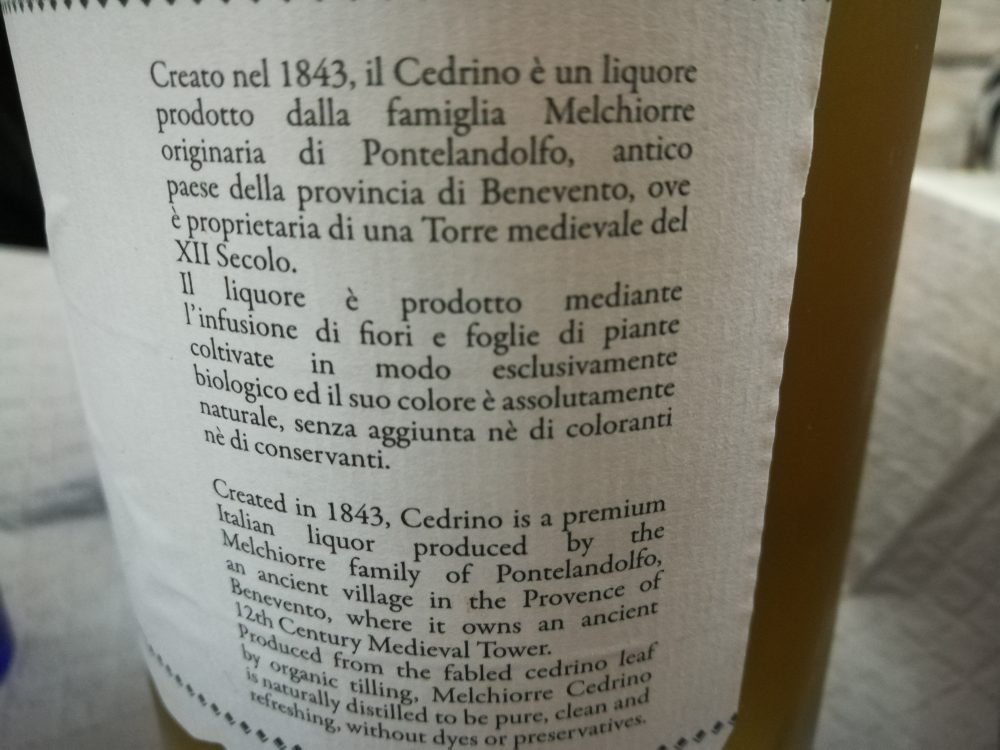 Creato nel 1843, il Cedrino è un liquore
prodotto dalla famiglia Melchiorre
originaria di Pontelandolfo, antico
paese della provincia di Benevento, ove
è proprietaria di una Torre medievale del
XII Secolo.
Il liquore è prodotto mediante
l'infusione di fiori e foglie di piante
coltivate in modo esclusivamente
biologico ed il suo colore è assolutamente
naturale, senza aggiunta nè di coloranti
nè di conservanti.
Created in 1843, Cedrino is a premium
Italian liquor produced by the
Melchiorre family of Pontelandolfo,
an ancient village in the Provence of
Benevento, where it owns an ancient
12th Century Medieval Tower.
Produced from the fabled cedrino leaf
by organic tilling, Melchiorre Cedrino
is naturally distilled to be pure, clean and
refreshing, without dyes or preservatives.